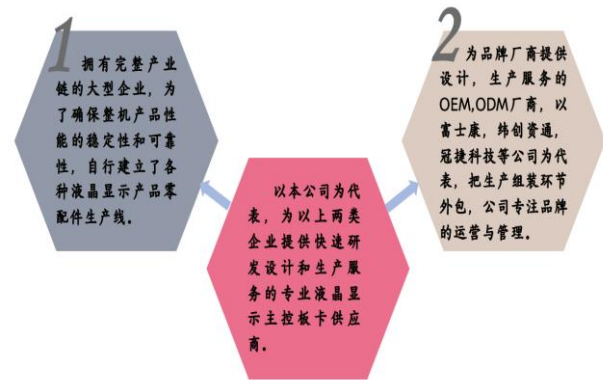 1
拥有完整产业
链的大型企业，为
了确保整机产品性
能的稳定性和可靠
性，自行建立了各
种液晶显示产品零
配件生产线。
2
为品牌厂商提供
设计，生产服务的
OEM,ODM厂商，以
富士康，纬创资通，
冠捷科技等公司为代
表，把生产组装环节
外包，公司专注品牌
的运营与管理。
以本公司为代
表，为以上两类
企业提供快速研
发设计和生产服
务的专业液晶显
示主控板卡供应
商。